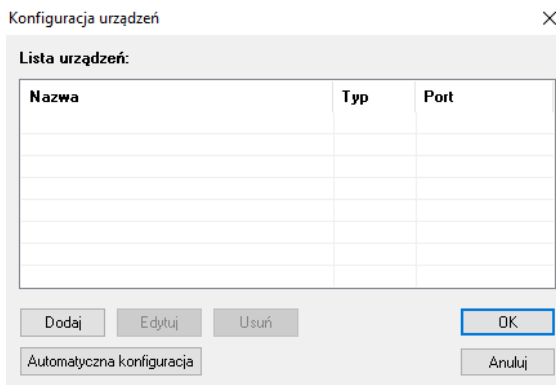 Konfiguracja urządzeń
Lista urządzeń:
Nazwa Typ Port
Dodaj Edytuj Usuń OK
Automatyczna konfiguracja Anuluj